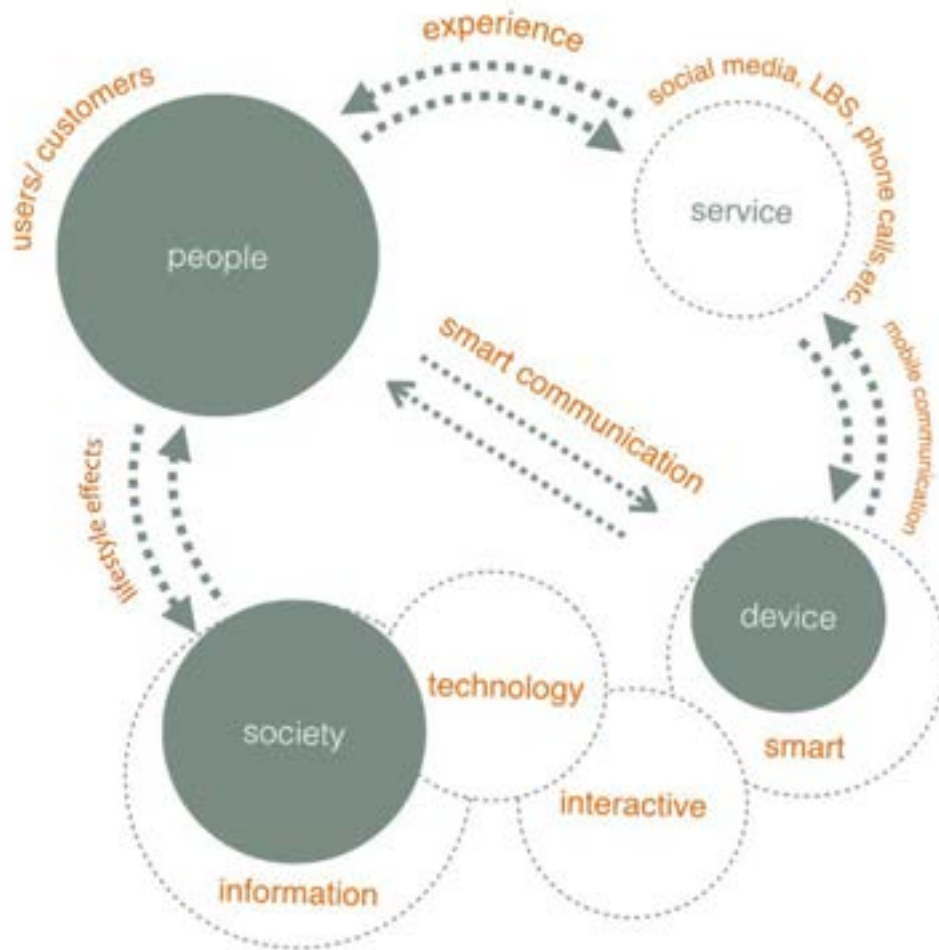 experience
users/ customers
social media, LBS, phone calls,etc.
people
service
smart communication
mobile communication
lifestyle effects
device
technology
society
smart
interactive
information